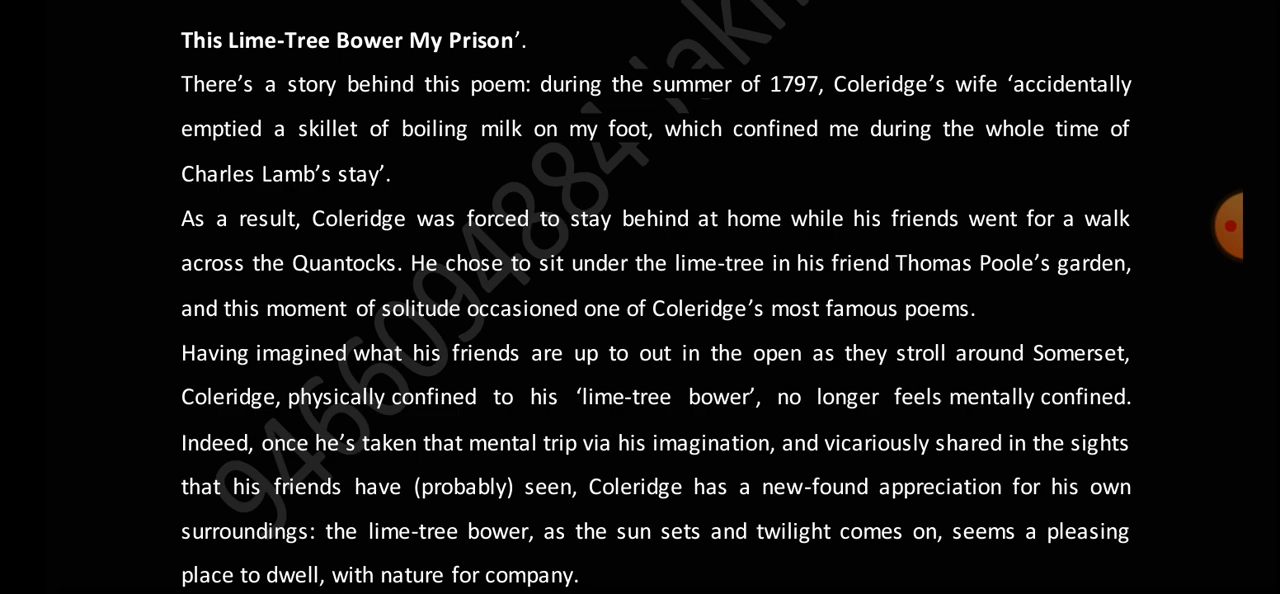 This Lime-Tree Bower My Prison’.
There’s a story behind this poem: during the summer of 1797, Coleridge’s wife ‘accidentally
emptied a skillet of boiling milk on my foot, which confined me during the whole time of
Charles Lamb’s stay’.
As a result, Coleridge was forced to stay behind at home while his friends went for a walk
across the Quantocks. He chose to sit under the lime-tree in his friend Thomas Poole’s garden,
and this moment of solitude occasioned one of Coleridge’s most famous poems.
Having imagined what his friends are up to out in the open as they stroll around Somerset,
Coleridge, physically confined to his ‘lime-tree bower’, no longer feels mentally confined.
Indeed, once he’s taken that mental trip via his imagination, and vicariously shared in the sights
that his friends have (probably) seen, Coleridge has a new-found appreciation for his own
surroundings: the lime-tree bower, as the sun sets and twilight comes on, seems a pleasing
place to dwell, with nature for company.